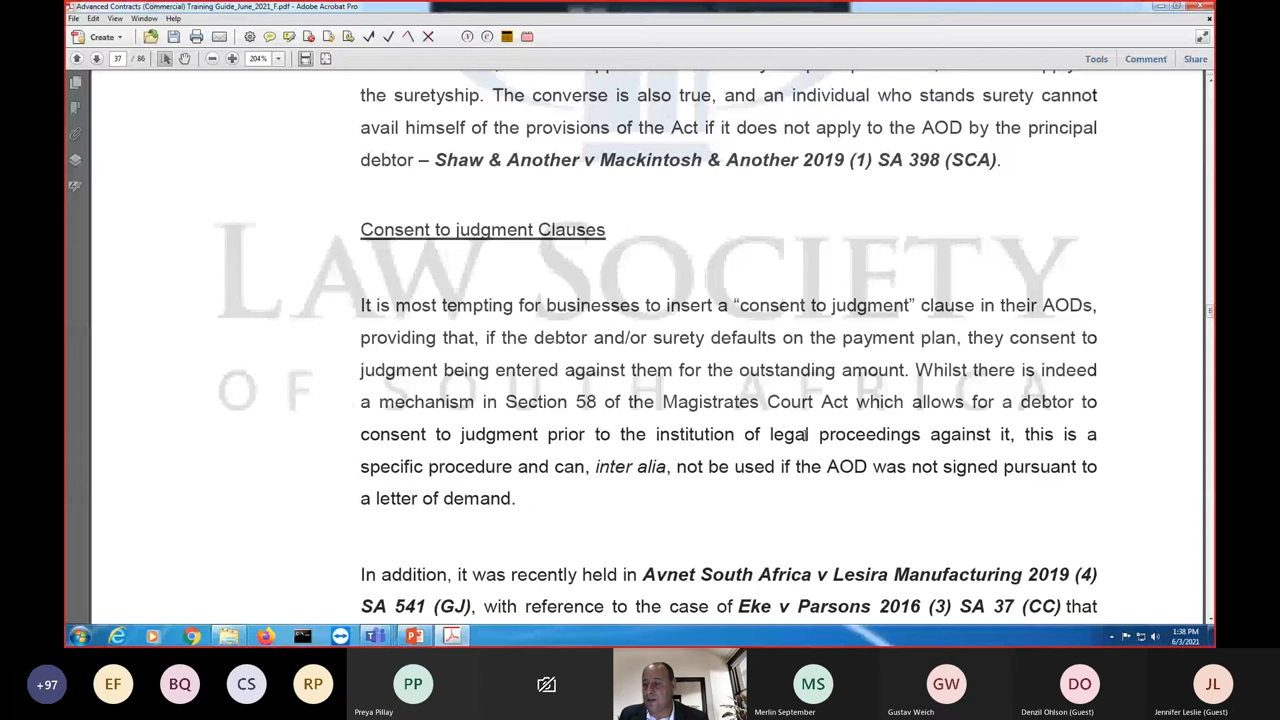 Advanced Contracts (Commercial) Training Guide_June_2021_F.pdf - Adobe Acrobat Pro
File Edit View Window Help
Create
37 / 86 204% Tools Comment Share
the suretyship. The converse is also true, and an individual who stands surety cannot
avail himself of the provisions of the Act if it does not apply to the AOD by the principal
debtor – Shaw & Another v Mackintosh & Another 2019 (1) SA 398 (SCA).
Consent to judgment Clauses
LAW SOCIETY
OF SOUTH AFRICA
It is most tempting for businesses to insert a “consent to judgment” clause in their AODs,
providing that, if the debtor and/or surety defaults on the payment plan, they consent to
judgment being entered against them for the outstanding amount. Whilst there is indeed
a mechanism in Section 58 of the Magistrates Court Act which allows for a debtor to
consent to judgment prior to the institution of legal proceedings against it, this is a
specific procedure and can, inter alia, not be used if the AOD was not signed pursuant to
a letter of demand.
In addition, it was recently held in Avnet South Africa v Lesira Manufacturing 2019 (4)
SA 541 (GJ), with reference to the case of Eke v Parsons 2016 (3) SA 37 (CC) that
1:38 PM
6/3/2021
+97 EF BQ CS RP PP MS GW DO JL
Preya Pillay Merlin September Gustav Weich Denzil Ohlson (Guest) Jennifer Leslie (Guest)